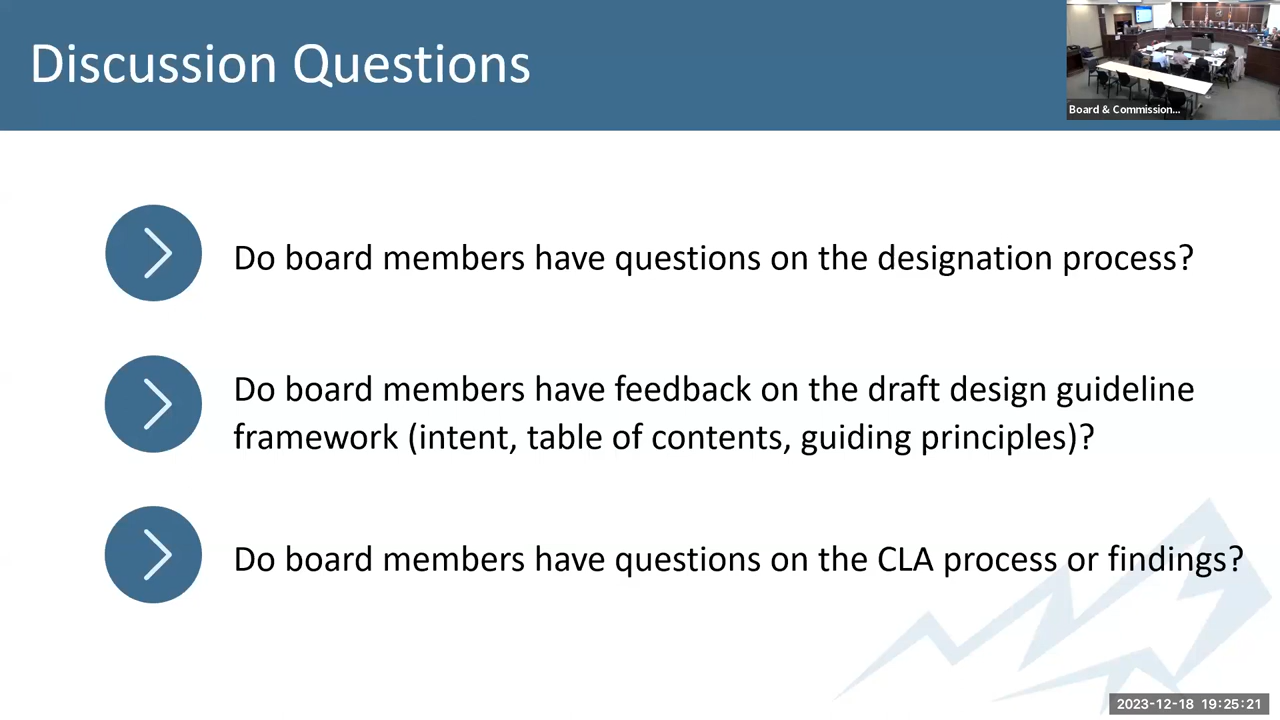 Discussion Questions
Board & Commission...
Do board members have questions on the designation process?
Do board members have feedback on the draft design guideline
framework (intent, table of contents, guiding principles)?
Do board members have questions on the CLA process or findings?
2023-12-18 19:25:21